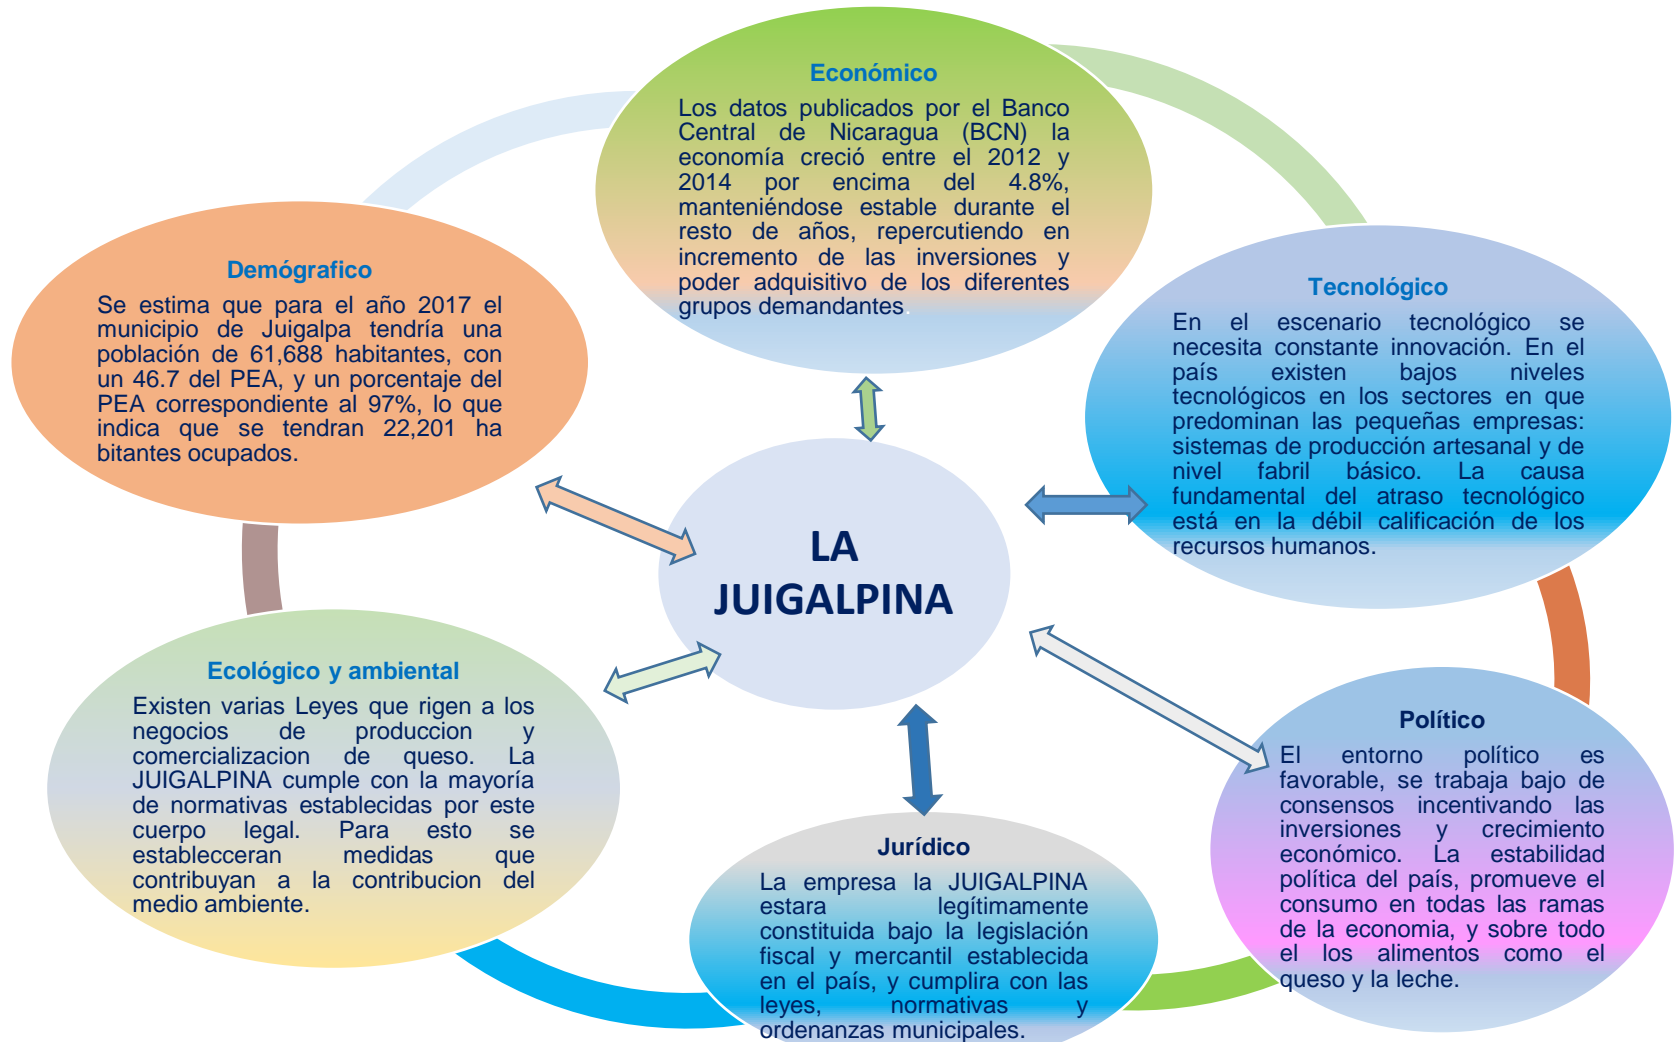 Económico
Los datos publicados por el Banco
Central de Nicaragua (BCN) la
economía creció entre el 2012 y
2014 por encima del 4.8%,
manteniéndose estable durante el
resto de años, repercutiendo en
incremento de las inversiones y
poder adquisitivo de los diferentes
grupos demandantes.
Tecnológico
En el escenario tecnológico se
necesita constante innovación. En el
país existen bajos niveles
tecnológicos en los sectores en que
predominan las pequeñas empresas:
sistemas de producción artesanal y de
nivel fabril básico. La causa
fundamental del atraso tecnológico
está en la débil calificación de los
recursos humanos.
Político
El entorno político es
favorable, se trabaja bajo de
consensos incentivando las
inversiones y crecimiento
económico. La estabilidad
política del país, promueve el
consumo en todas las ramas
de la economia, y sobre todo
el los alimentos como el
queso y la leche.
Jurídico
La empresa la JUIGALPINA
estara legítimamente
constituida bajo la legislación
fiscal y mercantil establecida
en el país, y cumplira con las
leyes, normativas y
ordenanzas municipales.
Ecológico y ambiental
Existen varias Leyes que rigen a los
negocios de produccion y
comercializacion de queso. La
JUIGALPINA cumple con la mayoría
de normativas establecidas por este
cuerpo legal. Para esto se
establecceran medidas que
contribuyan a la contribucion del
medio ambiente.
Demógrafico
Se estima que para el año 2017 el
municipio de Juigalpa tendría una
población de 61,688 habitantes, con
un 46.7 del PEA, y un porcentaje del
PEA correspondiente al 97%, lo que
indica que se tendran 22,201 ha
bitantes ocupados.
LA
JUIGALPINA